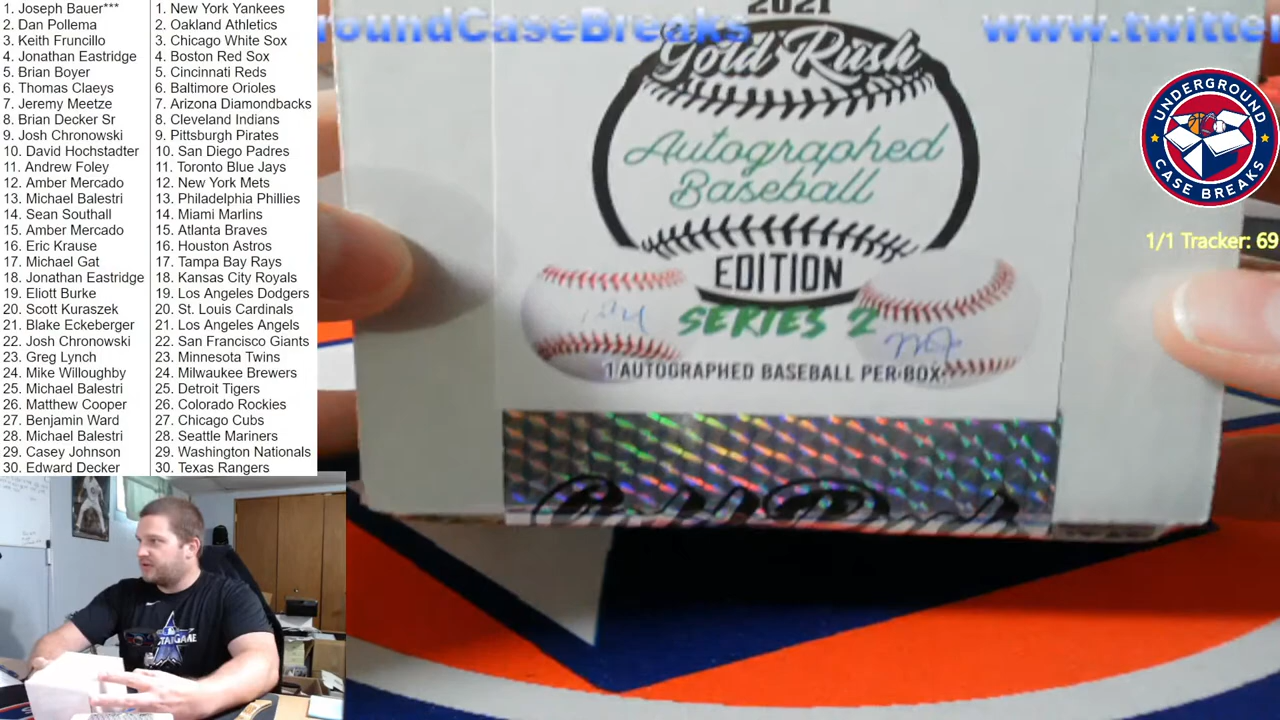 1. Joseph Bauer***
2. Dan Pollema
3. Keith Fruncillo
4. Jonathan Eastridge
5. Brian Boyer
6. Thomas Claeys
7. Jeremy Meetze
8. Brian Decker Sr
9. Josh Chronowski
10. David Hochstadter
11. Andrew Foley
12. Amber Mercado
13. Michael Balestri
14. Sean Southall
15. Amber Mercado
16. Eric Krause
17. Michael Gat
18. Jonathan Eastridge
19. Eliott Burke
20. Scott Kuraszek
21. Blake Eckeberger
22. Josh Chronowski
23. Greg Lynch
24. Mike Willoughby
25. Michael Balestri
26. Matthew Cooper
27. Benjamin Ward
28. Michael Balestri
29. Casey Johnson
30. Edward Decker
1. New York Yankees
2. Oakland Athletics
3. Chicago White Sox
4. Boston Red Sox
5. Cincinnati Reds
6. Baltimore Orioles
7. Arizona Diamondbacks
8. Cleveland Indians
9. Pittsburgh Pirates
10. San Diego Padres
11. Toronto Blue Jays
12. New York Mets
13. Philadelphia Phillies
14. Miami Marlins
15. Atlanta Braves
16. Houston Astros
17. Tampa Bay Rays
18. Kansas City Royals
19. Los Angeles Dodgers
20. St. Louis Cardinals
21. Los Angeles Angels
22. San Francisco Giants
23. Minnesota Twins
24. Milwaukee Brewers
25. Detroit Tigers
26. Colorado Rockies
27. Chicago Cubs
28. Seattle Mariners
29. Washington Nationals
30. Texas Rangers
roundCaseBreaks www.twitte
2021
Gold Rush
Autographed
Baseball
EDITION
SERIES 2
1 AUTOGRAPHED BASEBALL PER BOX
Gold Rush
UNDERGROUND
CASE BREAKS
1/1 Tracker: 69